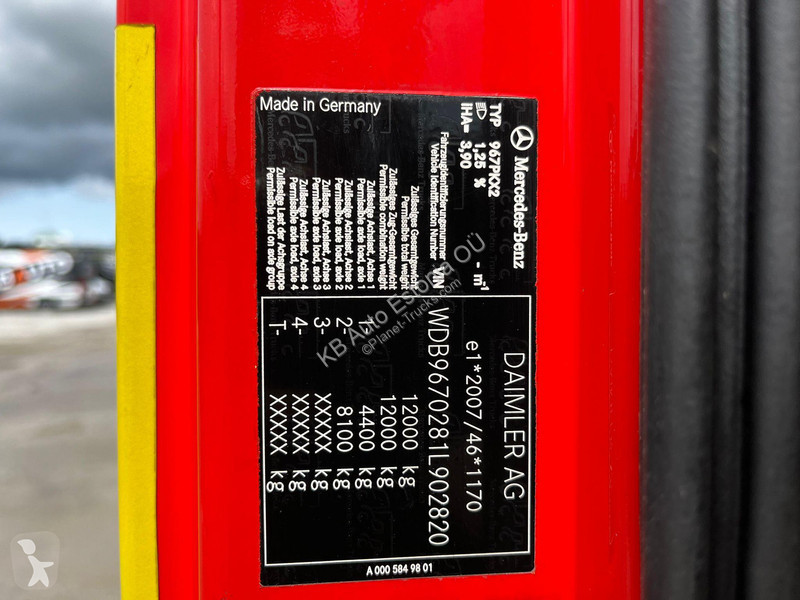 Mercedes-Benz
TYP 967PKX2
1,25 %
IHA= 3,90 - m⁻¹
Fahrzeugidentifizierungsnummer
Vehicle Identification Number VIN
Zulässiges Gesamtgewicht
Permissible total weight
Zulässiges Zug-Gesamtgewicht
Permissible combination weight
Zulässige Achslast, Achse 1
Permissible axle load, axle 1
Zulässige Achslast, Achse 2
Permissible axle load, axle 2
Zulässige Achslast, Achse 3
Permissible axle load, axle 3
Zulässige Achslast, Achse 4
Permissible axle load, axle 4
Zulässige Last der Achsgruppe
Permissible load on axle group
Made in Germany
DAIMLER AG
e1*2007/46*1170
WDB9670281L902820
12000 kg
12000 kg
1- 4400 kg
2- 8100 kg
3- XXXXX kg
4- XXXXX kg
T- XXXXX kg
A 000 584 98 01
KB Auto Estonia OÜ
©Planet-Trucks.com